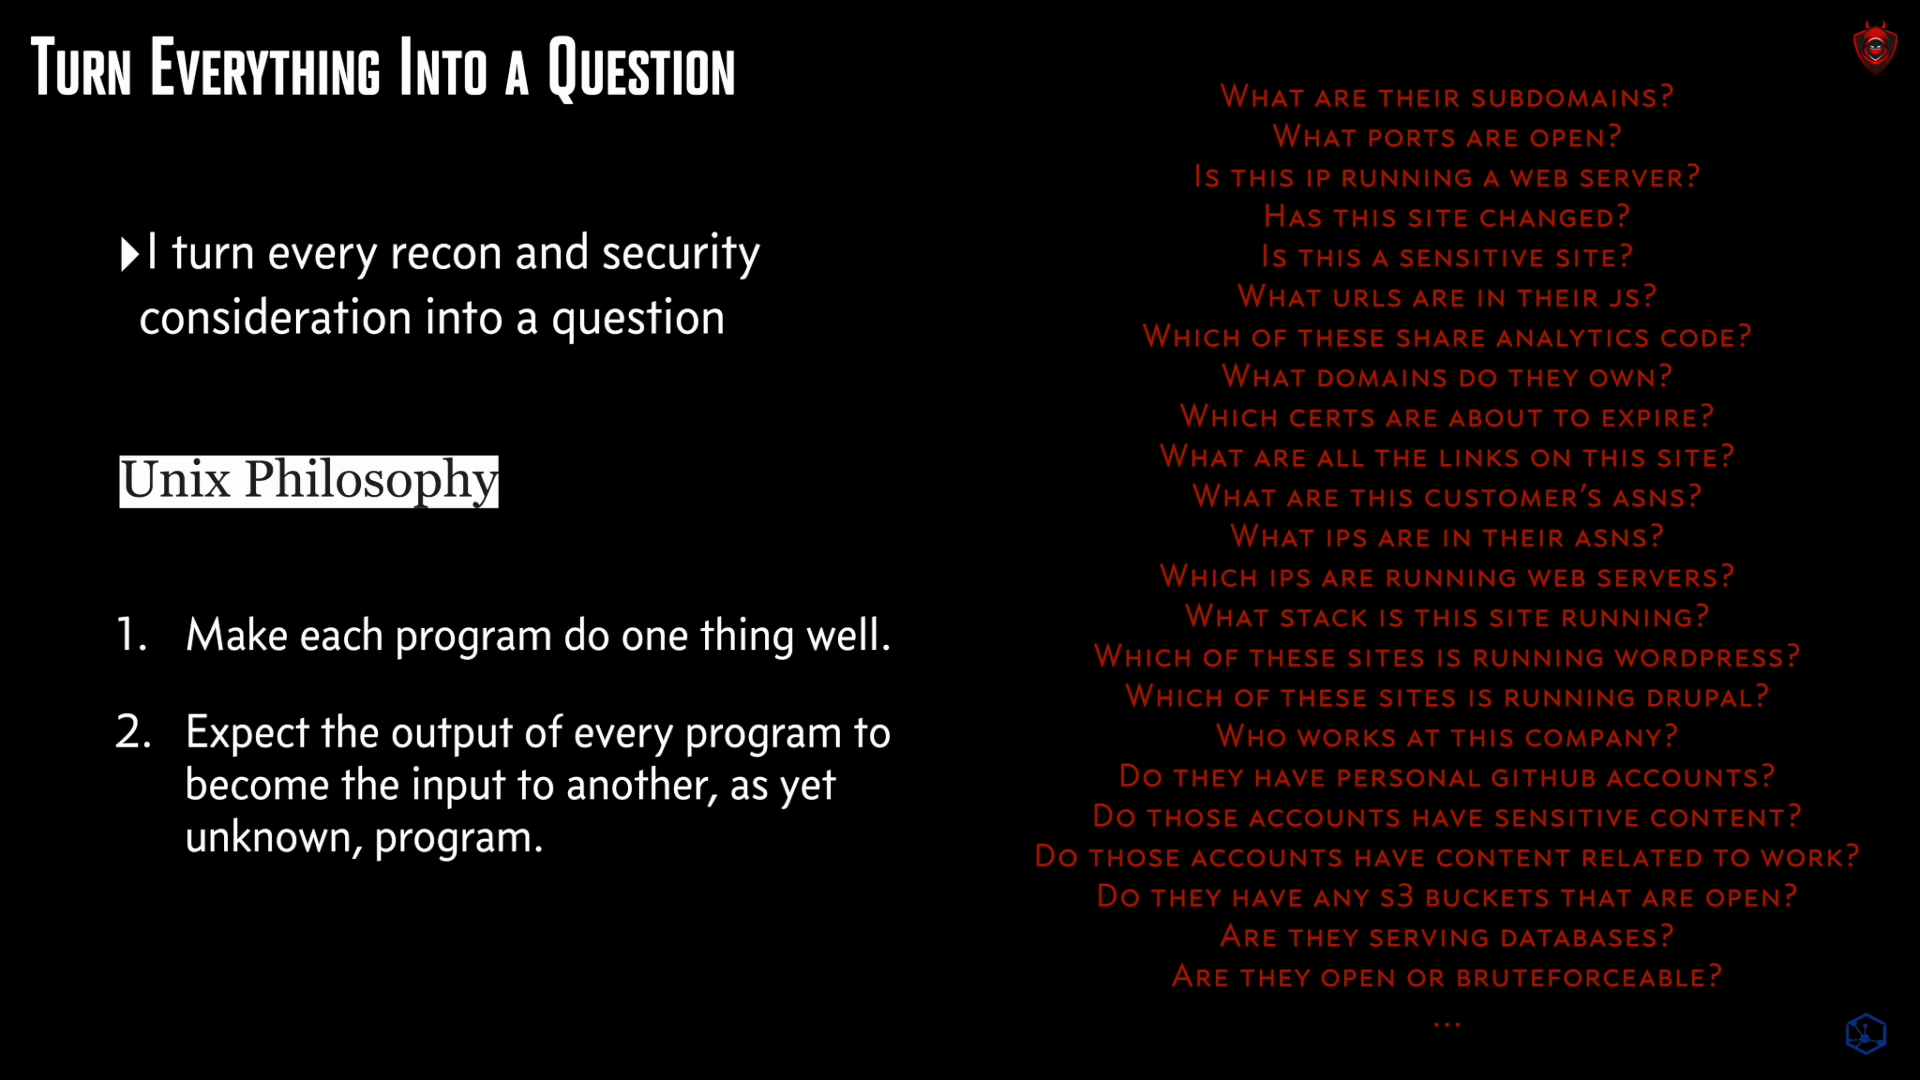 Turn Everything Into a Question
▶I turn every recon and security
consideration into a question
Unix Philosophy
1. Make each program do one thing well.
2. Expect the output of every program to
become the input to another, as yet
unknown, program.
What are their subdomains?
What ports are open?
Is this ip running a web server?
Has this site changed?
Is this a sensitive site?
What urls are in their js?
Which of these share analytics code?
What domains do they own?
Which certs are about to expire?
What are all the links on this site?
What are this customer’s asns?
What ips are in their asns?
Which ips are running web servers?
What stack is this site running?
Which of these sites is running wordpress?
Which of these sites is running drupal?
Who works at this company?
Do they have personal github accounts?
Do those accounts have sensitive content?
Do those accounts have content related to work?
Do they have any s3 buckets that are open?
Are they serving databases?
Are they open or bruteforceable?
...